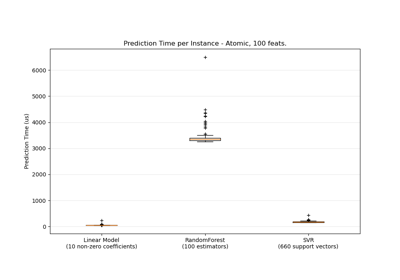 Prediction Time per Instance - Atomic, 100 feats.
Prediction Time (us)
6000
5000
4000
3000
2000
1000
0
Linear Model
(10 non-zero coefficients)
RandomForest
(100 estimators)
SVR
(660 support vectors)